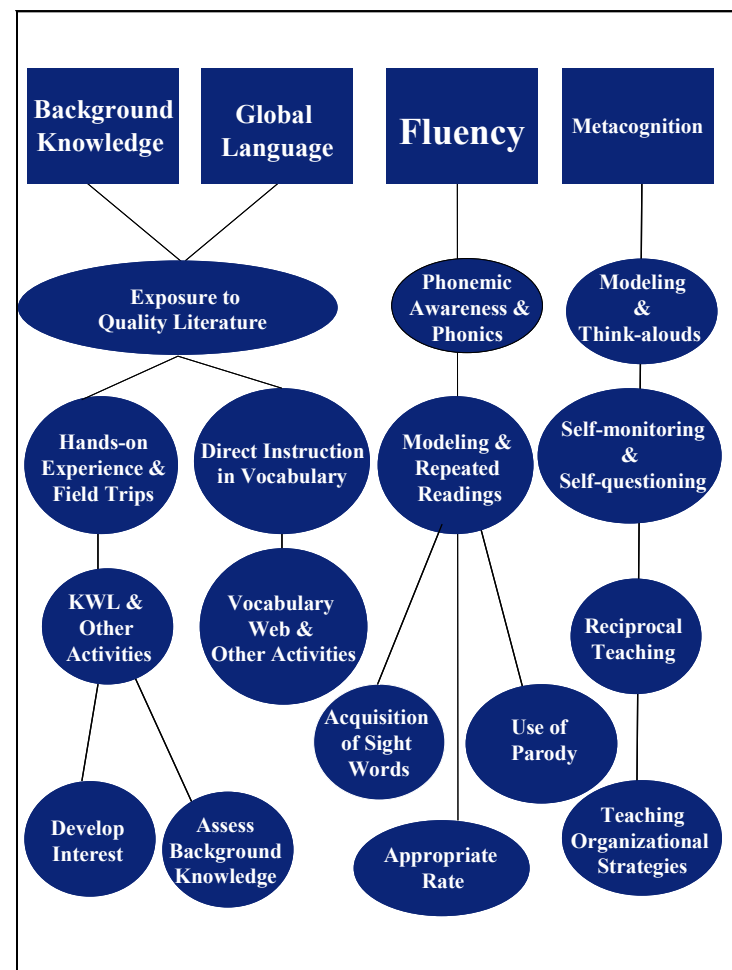 Background
Knowledge
Global
Language
Fluency
Metacognition
Exposure to
Quality Literature
Phonemic
Awareness &
Phonics
Modeling
&
Think-alouds
Hands-on
Experience &
Field Trips
Direct Instruction
in Vocabulary
Modeling &
Repeated
Readings
Self-monitoring
&
Self-questioning
KWL &
Other
Activities
Vocabulary
Web &
Other Activities
Reciprocal
Teaching
Acquisition
of Sight
Words
Use of
Parody
Develop
Interest
Assess
Background
Knowledge
Appropriate
Rate
Teaching
Organizational
Strategies